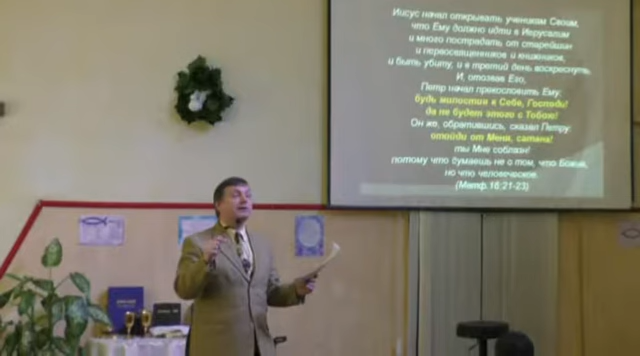 Иисус начал открывать ученикам Своим,
что Ему должно идти в Иерусалим
и много пострадать от старейшин
и первосвященников и книжников,
и быть убиту, и в третий день воскреснуть.
И, отозвав Его,
Петр начал прекословить Ему:
будь милостив к Себе, Господь!
да не будет этого с Тобою!
Он же, обратившись, сказал Петру:
отойди от Меня, сатана!
ты Мне соблазн!
потому что думаешь не о том, что Божие,
но что человеческое.
(Матф.16:21-23)